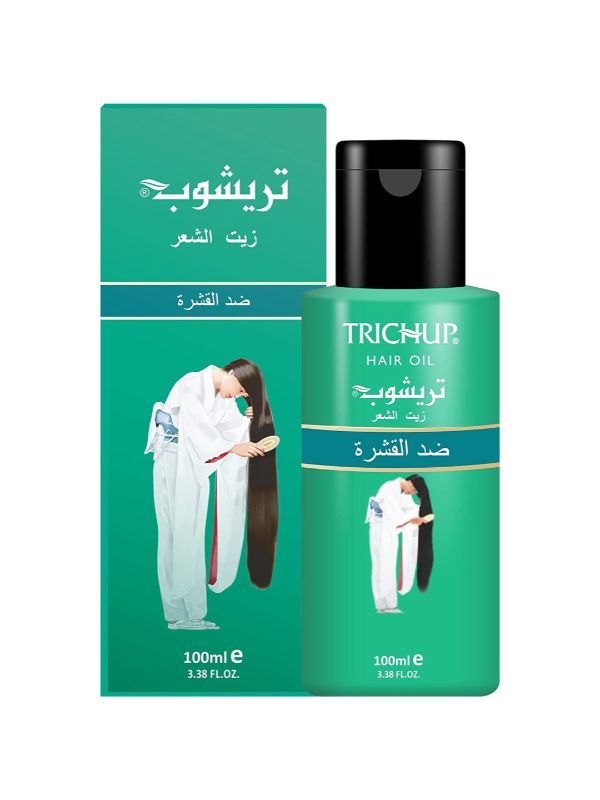 تريشوب®
زيت الشعر
ضد القشرة
100ml e
3.38 FL.OZ.
TRICHUP®
HAIR OIL
تريشوب®
زيت الشعر
ضد القشرة
100ml e
3.38 FL.OZ.